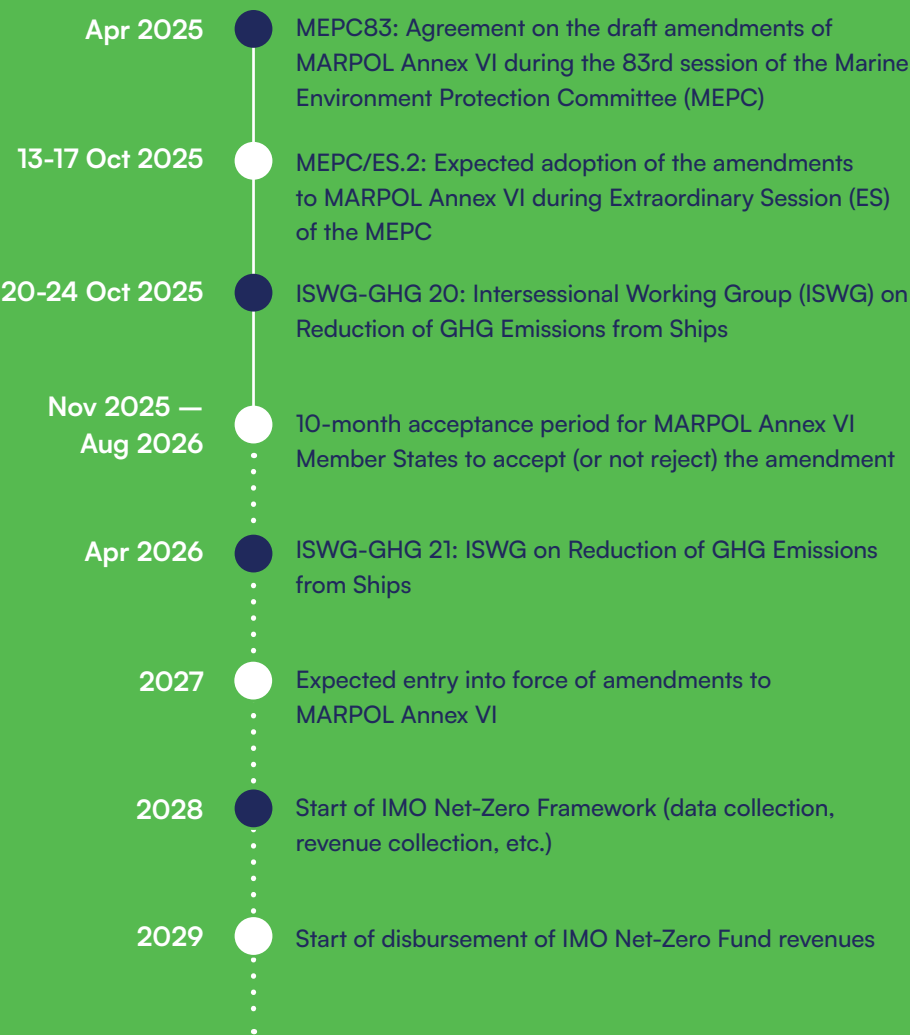 Apr 2025
MEPC83: Agreement on the draft amendments of
MARPOL Annex VI during the 83rd session of the Marine
Environment Protection Committee (MEPC)
13-17 Oct 2025
MEPC/ES.2: Expected adoption of the amendments
to MARPOL Annex VI during Extraordinary Session (ES)
of the MEPC
20-24 Oct 2025
ISWG-GHG 20: Intersessional Working Group (ISWG) on
Reduction of GHG Emissions from Ships
Nov 2025 —
Aug 2026
10-month acceptance period for MARPOL Annex VI
Member States to accept (or not reject) the amendment
Apr 2026
ISWG-GHG 21: ISWG on Reduction of GHG Emissions
from Ships
2027
Expected entry into force of amendments to
MARPOL Annex VI
2028
Start of IMO Net-Zero Framework (data collection,
revenue collection, etc.)
2029
Start of disbursement of IMO Net-Zero Fund revenues